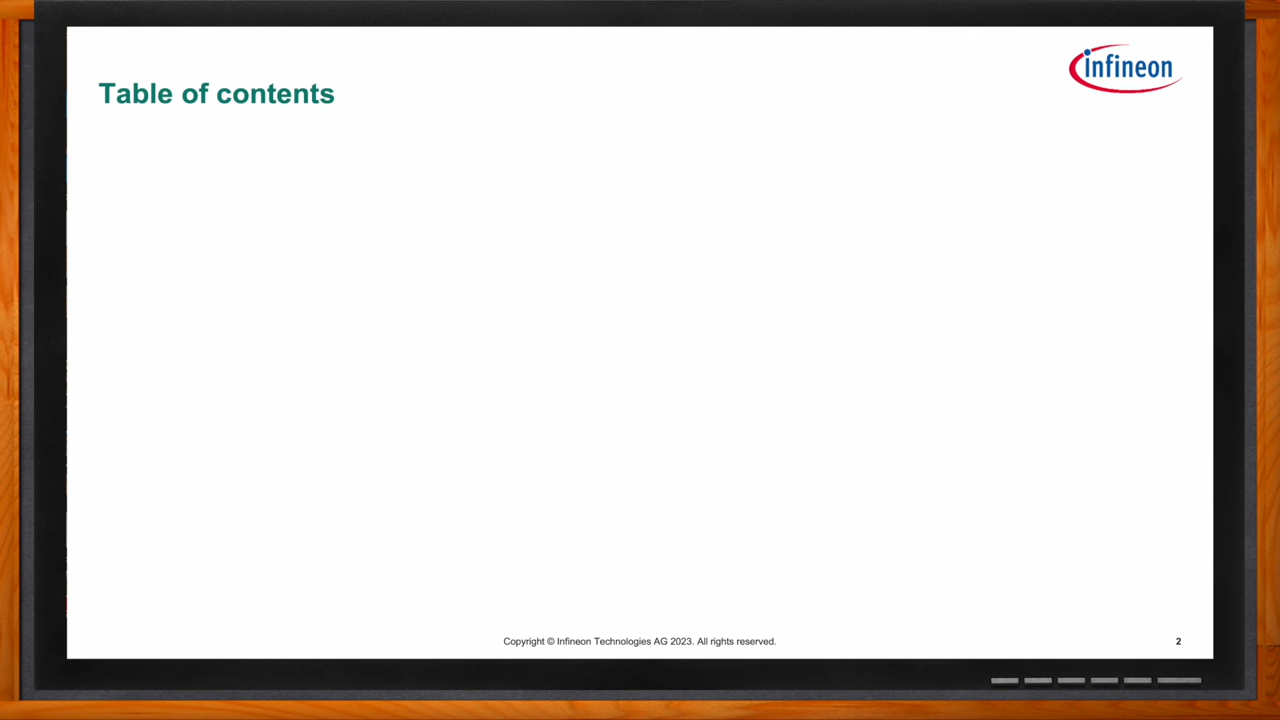 infineon
Table of contents
Copyright © Infineon Technologies AG 2023. All rights reserved.
2